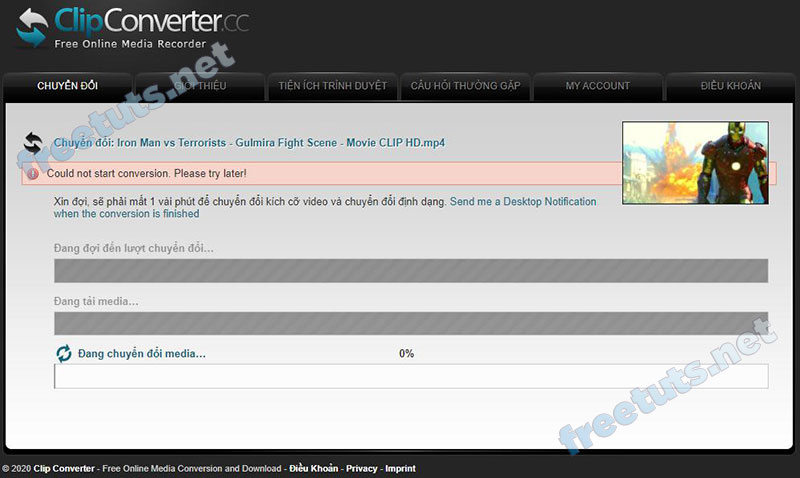 ClipConverter.cc
Free Online Media Recorder
CHUYỂN ĐỔI GIỚI THIỆU TIỆN ÍCH TRÌNH DUYỆT CÂU HỎI THƯỜNG GẶP MY ACCOUNT ĐIỀU KHOẢN
freetuts.net
Chuyển đổi: Iron Man vs Terrorists - Gulmira Fight Scene - Movie CLIP HD.mp4
Could not start conversion. Please try later!
Xin đợi, sẽ phải mất 1 vài phút để chuyển đổi kích cỡ video và chuyển đổi định dạng. Send me a Desktop Notification
when the conversion is finished
Đang đợi đến lượt chuyển đổi...
Đang tải media...
Đang chuyển đổi media... 0%
freetuts.net
© 2020 Clip Converter - Free Online Media Conversion and Download - Điều Khoản - Privacy - Imprint